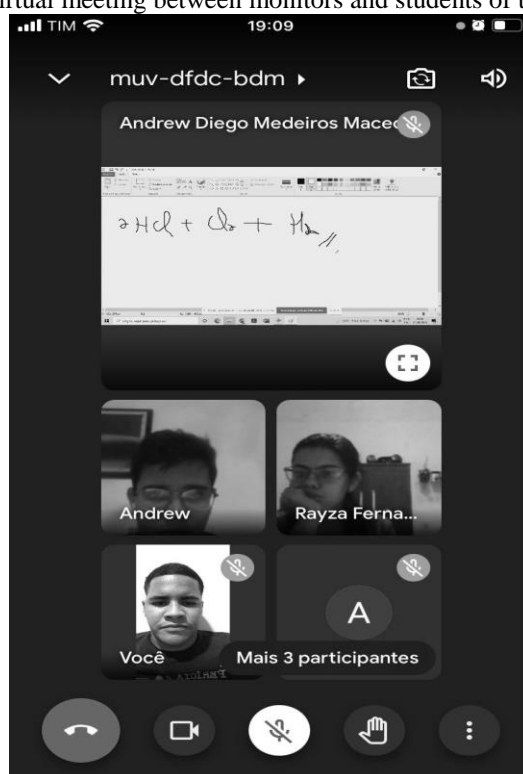 irtual meeting between monitors and students of t
TIM 19:09
muv-dfdc-bdm
Andrew Diego Medeiros Maced
2HCl + Cl2 + H2
Andrew
Rayza Ferna...
A
Você
Mais 3 participantes